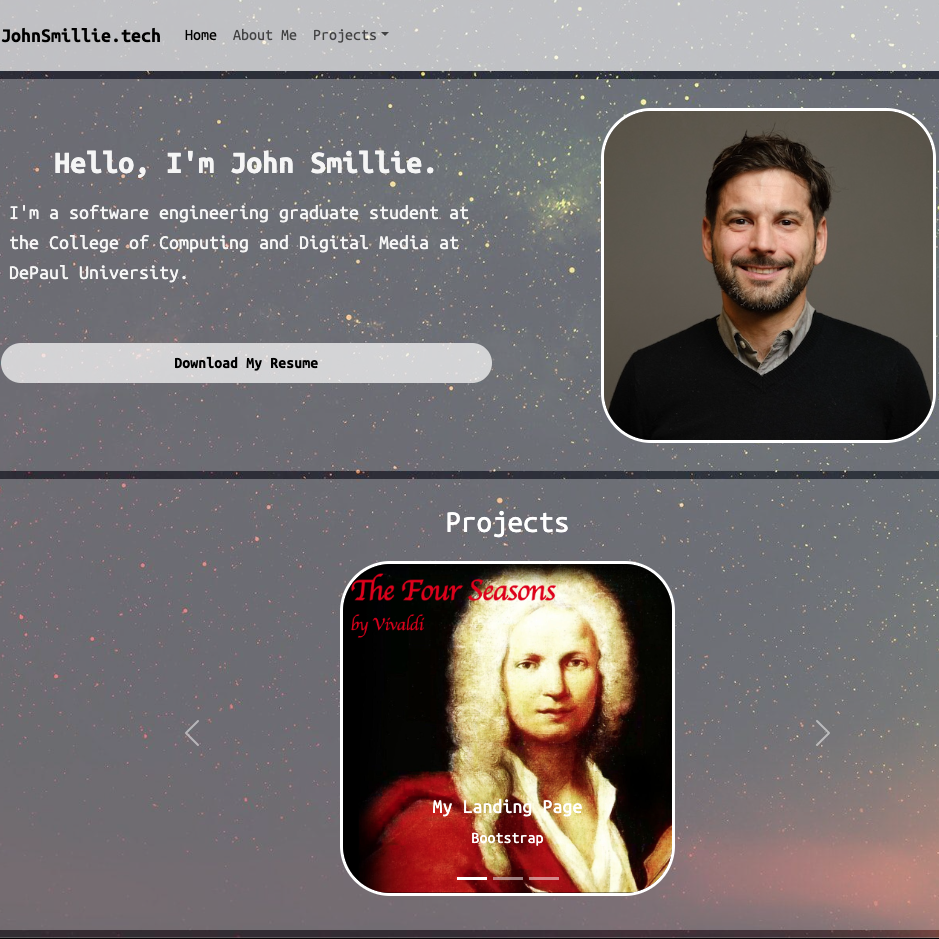 JohnSmillie.tech Home About Me Projects
Hello, I'm John Smillie.
I'm a software engineering graduate student at
the College of Computing and Digital Media at
DePaul University.
Download My Resume
Projects
The Four Seasons
by Vivaldi
My Landing Page
Bootstrap